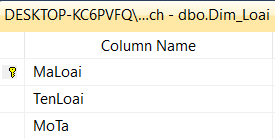 DESKTOP-KC6PVFQ\...ch - dbo.Dim_Loai
Column Name
MaLoai
TenLoai
MoTa